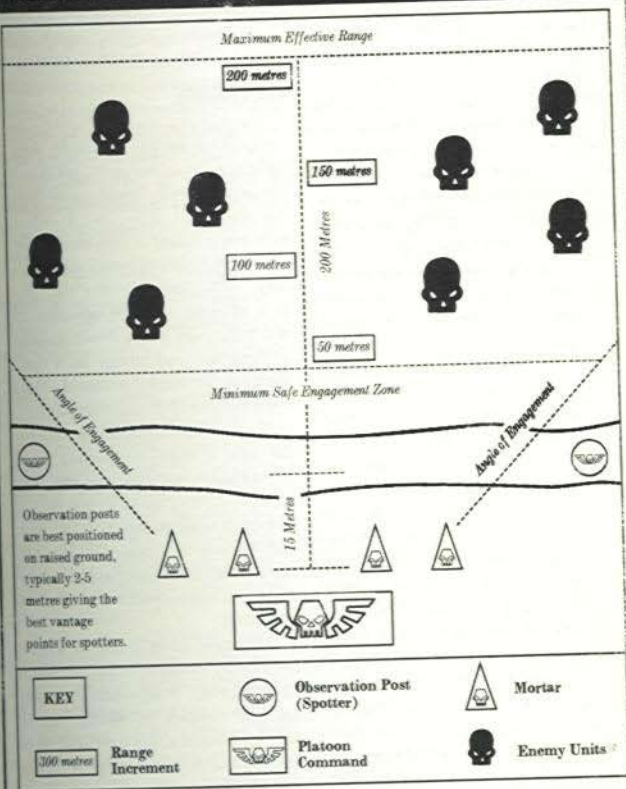 Maximum Effective Range
200 metres
150 metres
200 Metres
100 metres
50 metres
Minimum Safe Engagement Zone
Angle of Engagement
Angle of Engagement
15 Metres
Observation posts
are best positioned
on raised ground,
typically 2-5
metres giving the
best vantage
points for spotters.
KEY
Observation Post
(Spotter)
Mortar
300 metres
Range
Increment
Platoon
Command
Enemy Units